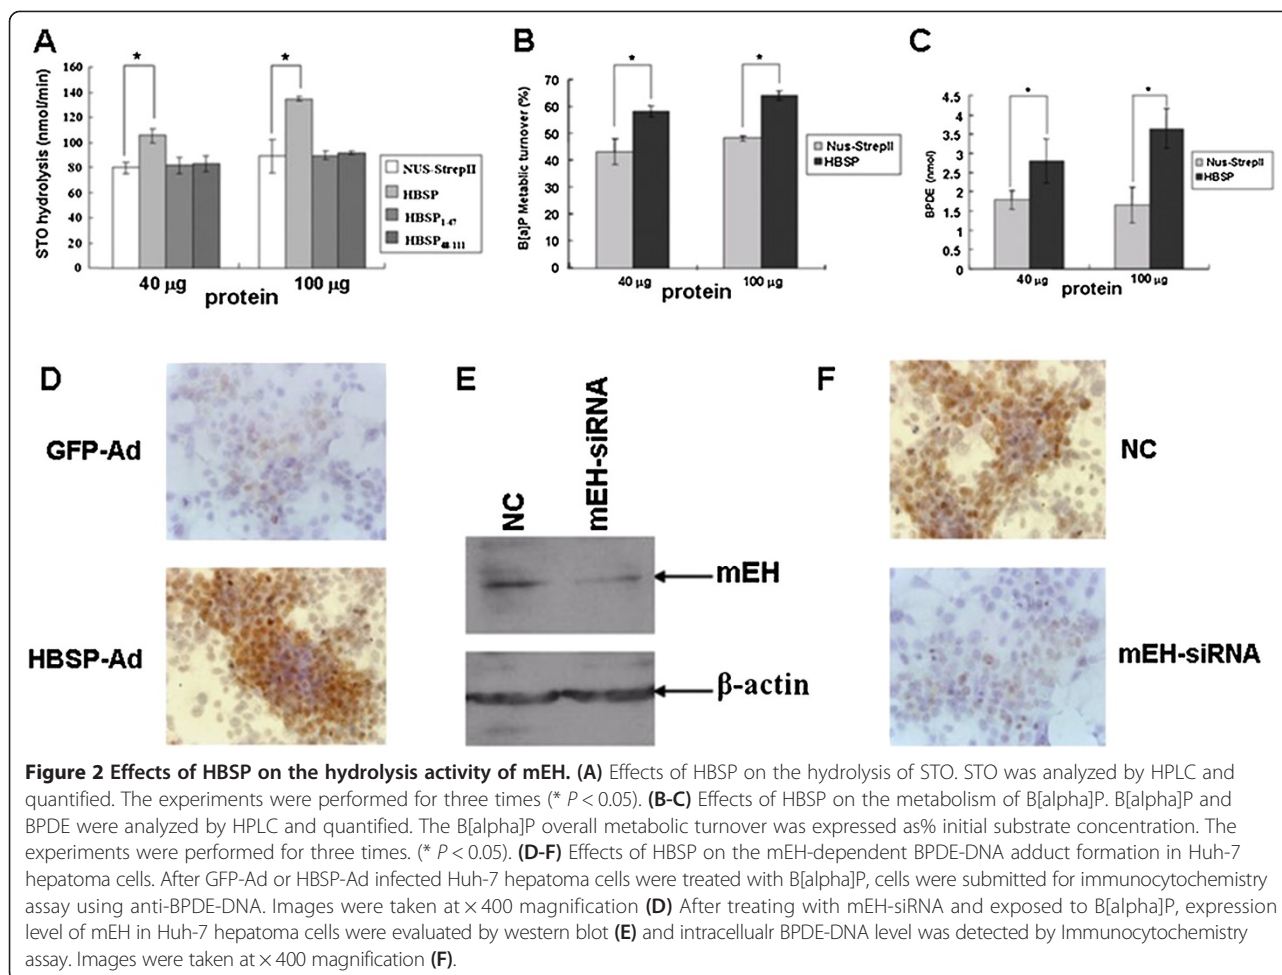 A
STO hydrolysis (nmol/min)
160
140
120
100
80
60
40
20
0
*
*
40 µg
100 µg
protein
NUS-StrepII
HBSP
HBSP1-47
HBSP48-111
B
B[a]P Metablic turnover (%)
70
60
50
40
30
20
10
0
*
*
40 µg
100 µg
protein
Nus-StrepII
HBSP
C
BPDE (nmol)
4.5
4
3.5
3
2.5
2
1.5
1
0.5
0
*
*
40 µg
100 µg
protein
Nus-StrepII
HBSP
D
GFP-Ad
HBSP-Ad
E
NC
mEH-siRNA
mEH
β-actin
F
NC
mEH-siRNA
Figure 2 Effects of HBSP on the hydrolysis activity of mEH. (A) Effects of HBSP on the hydrolysis of STO. STO was analyzed by HPLC and
quantified. The experiments were performed for three times (* P < 0.05). (B-C) Effects of HBSP on the metabolism of B[alpha]P. B[alpha]P and
BPDE were analyzed by HPLC and quantified. The B[alpha]P overall metabolic turnover was expressed as% initial substrate concentration. The
experiments were performed for three times. (* P < 0.05). (D-F) Effects of HBSP on the mEH-dependent BPDE-DNA adduct formation in Huh-7
hepatoma cells. After GFP-Ad or HBSP-Ad infected Huh-7 hepatoma cells were treated with B[alpha]P, cells were submitted for immunocytochemistry
assay using anti-BPDE-DNA. Images were taken at × 400 magnification (D) After treating with mEH-siRNA and exposed to B[alpha]P, expression
level of mEH in Huh-7 hepatoma cells were evaluated by western blot (E) and intracellualr BPDE-DNA level was detected by Immunocytochemistry
assay. Images were taken at × 400 magnification (F).